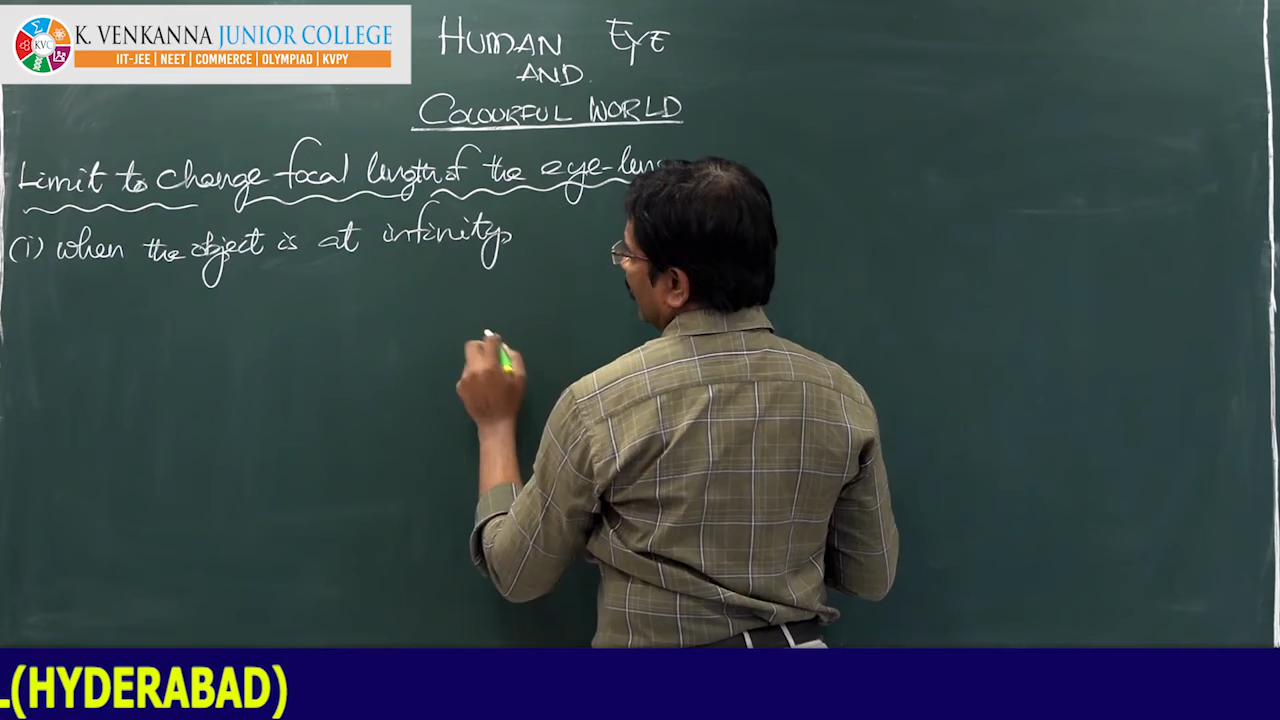 KVC
K. VENKANNA JUNIOR COLLEGE
IIT-JEE | NEET | COMMERCE | OLYMPIAD | KVPY
HUMAN EYE
AND
COLOURFUL WORLD
Limit to change focal length of the eye-lens
(i) when the object is at infinity,
L(HYDERABAD)